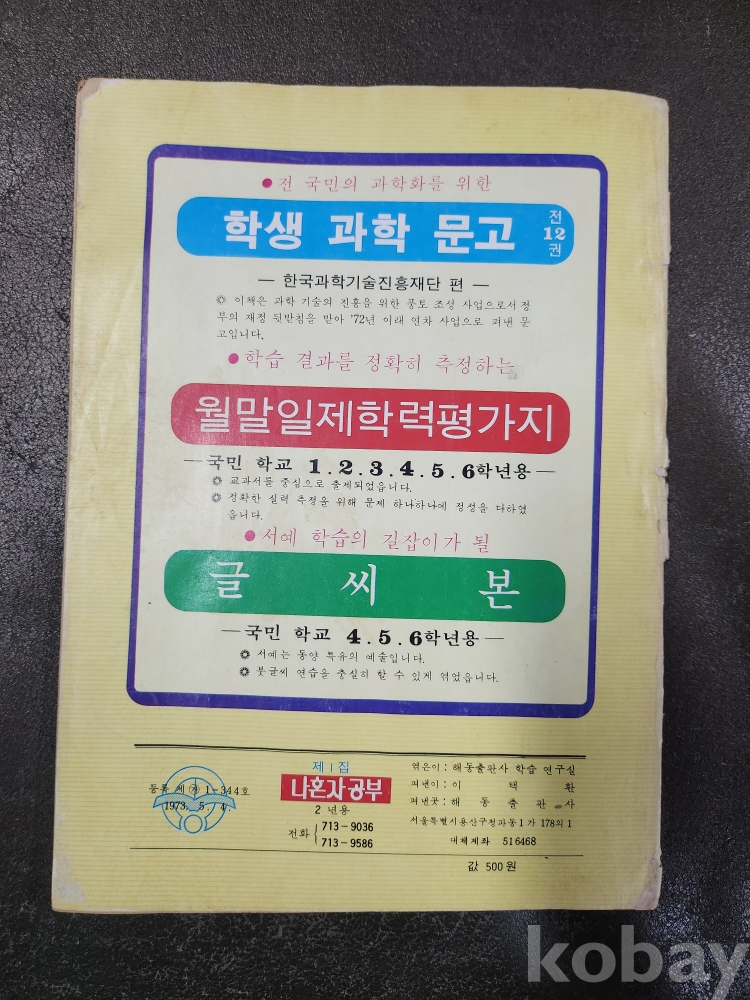 ● 전 국민의 과학화를 위한
학생 과학 문고 전 12 권
― 한국과학기술진흥재단 편 ―
이책은 과학 기술의 진흥을 위한 풍토 조성 사업으로서 정
부의 재정 뒷받침을 받아 '72년 이래 연차 사업으로 펴낸 문
고입니다.
● 학습 결과를 정확히 측정하는
월말일제학력평가지
―국민 학교 1.2.3.4.5.6학년용―
교과서를 중심으로 출제되었읍니다.
정확한 실력 측정을 위해 문제 하나하나에 정성을 다하였
읍니다.
● 서예 학습의 길잡이가 될
글 씨 본
―국민 학교 4.5.6학년용―
서예는 동양 특유의 예술입니다.
붓글씨 연습을 충실히 할 수 있게 엮었읍니다.
등록 제 ㉮ 1-344호
1973. 5. 4.
제 1 집
나혼자공부
2 년용
전화 713-9036
713-9586
엮은이 : 해동출판사 학습 연구실
펴낸이 : 이 택 환
펴낸곳 : 해 동 출 판 사
서울특별시용산구청파동1가 178의 1
대체계좌 516468
값 500원
kobay